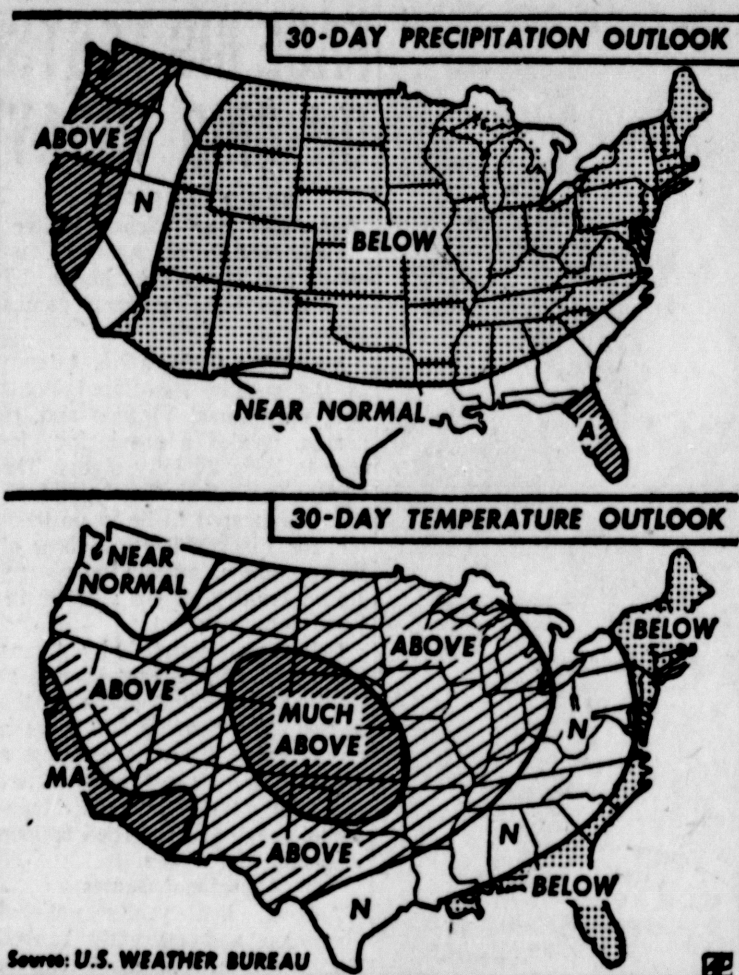 30-DAY PRECIPITATION OUTLOOK
ABOVE
N
BELOW
NEAR NORMAL
A
30-DAY TEMPERATURE OUTLOOK
NEAR
NORMAL
BELOW
ABOVE
ABOVE
MUCH
ABOVE
N
MA
ABOVE
N
BELOW
N
Source: U.S. WEATHER BUREAU